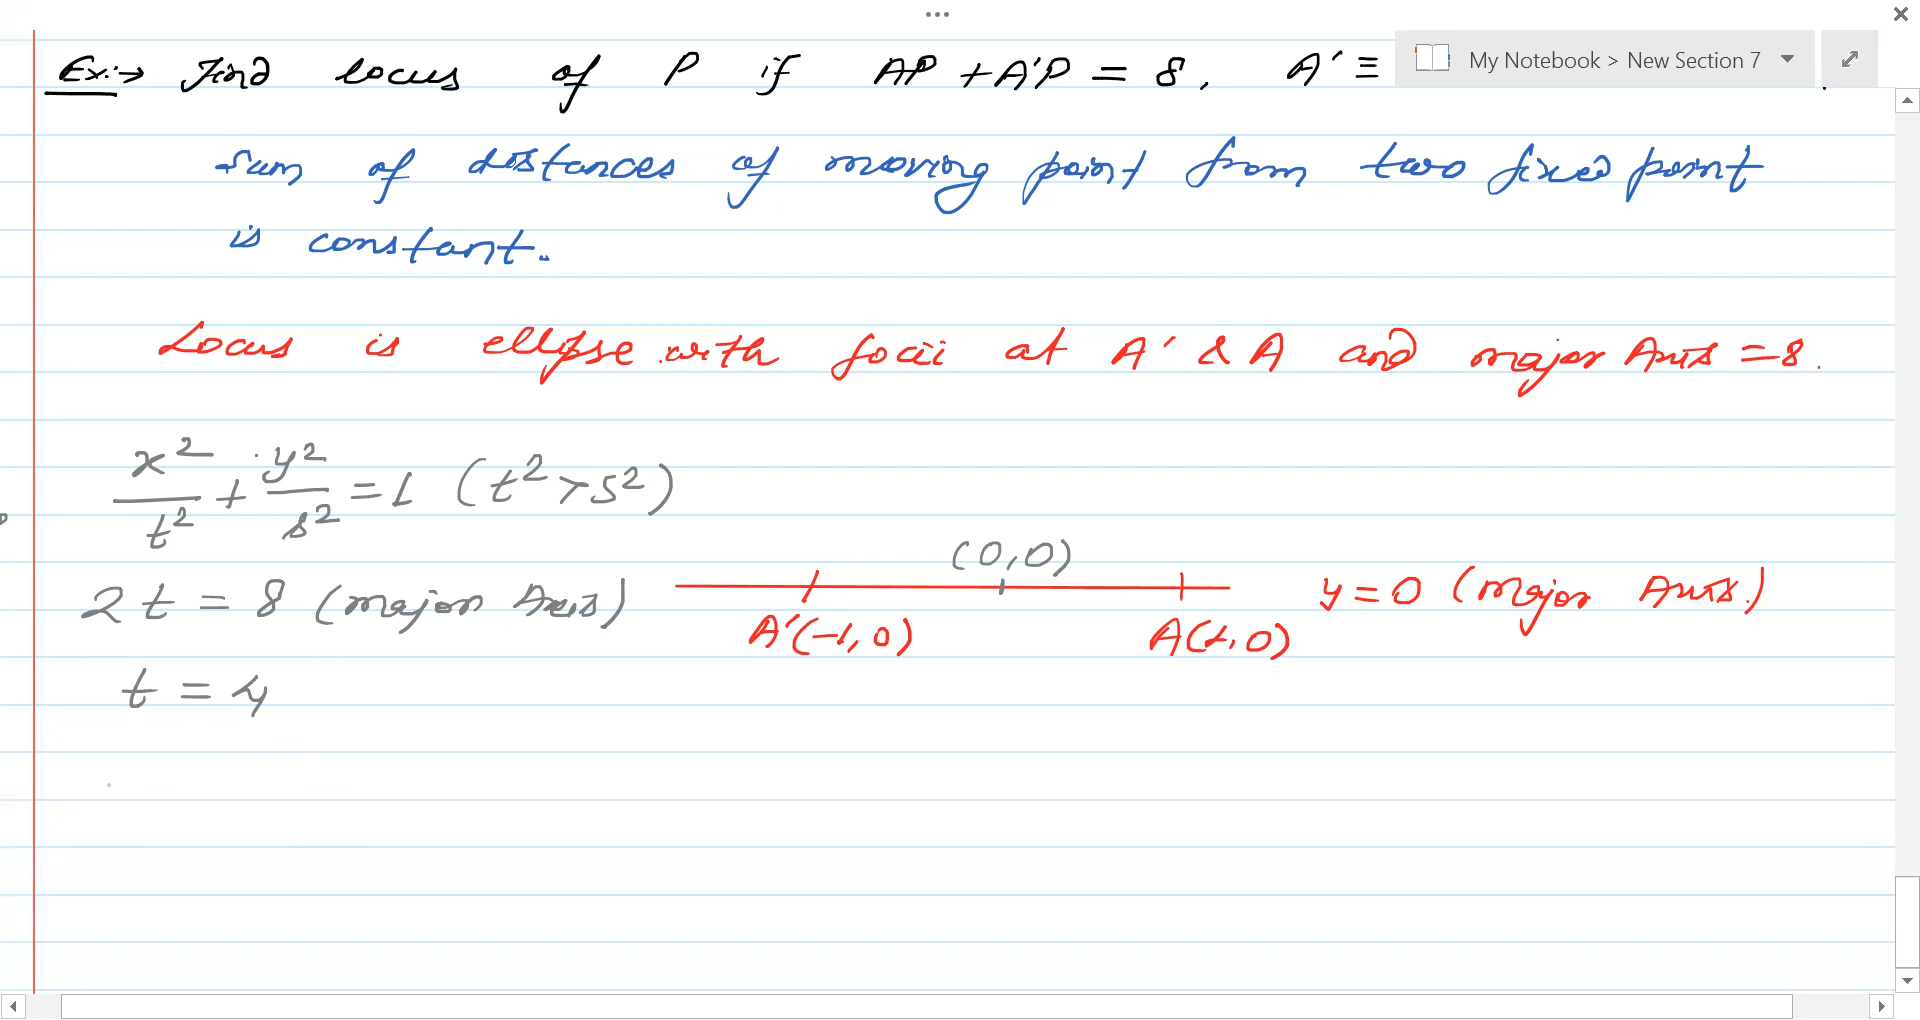 Ex:→ Find locus of P if AP + A'P = 8, A' ≡
My Notebook > New Section 7
Sum of distances of moving point from two fixed point
is constant.
Locus is ellipse with focii at A' & A and major Axis = 8.
x²/t² + y²/s² = 1 (t² > s²)
(0,0)
2t = 8 (major Axis)
y = 0 (major Axis.)
A'(-1, 0) A(1, 0)
t = 4